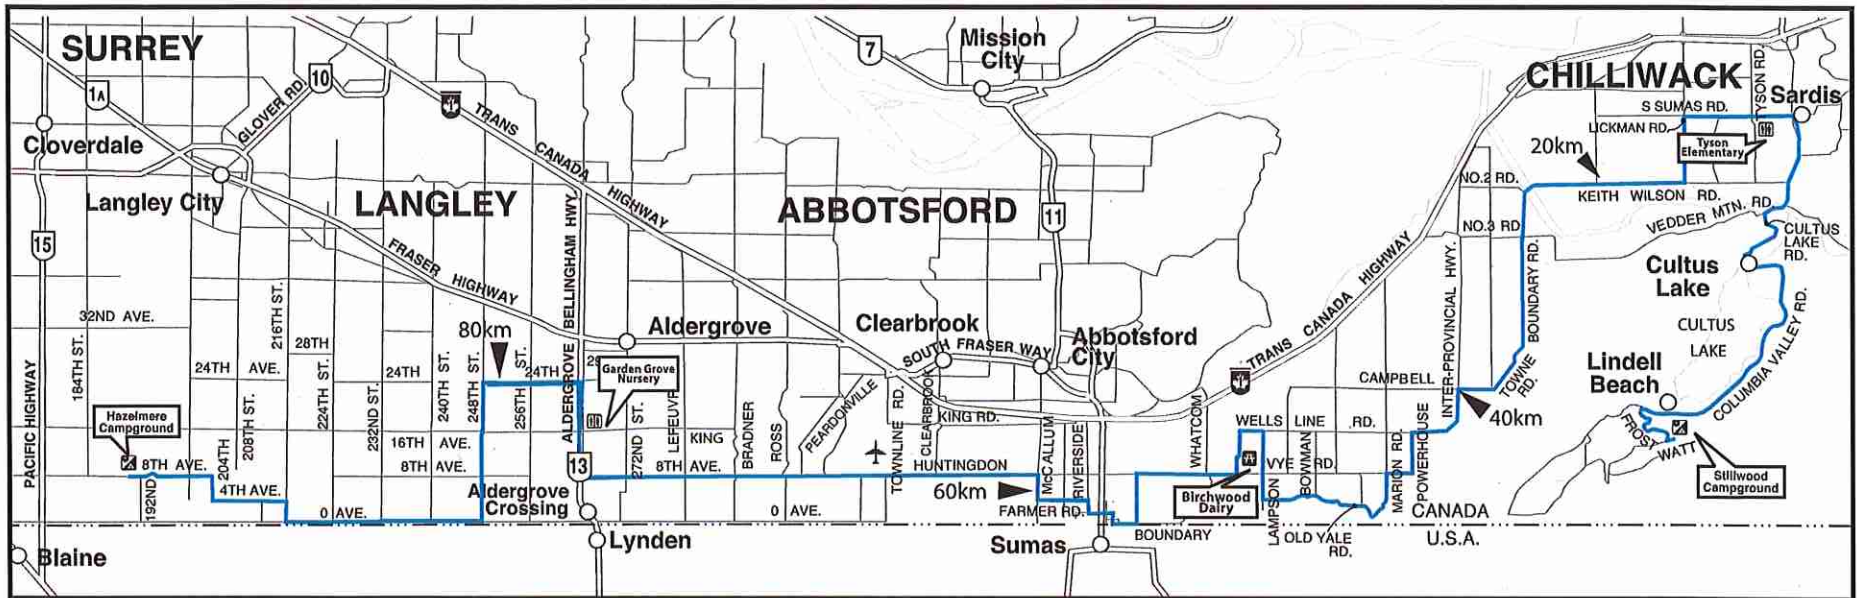 SURREY
1A
10
GLOVER RD.
Cloverdale
Langley City
15
PACIFIC HIGHWAY
LANGLEY
FRASER HIGHWAY
1
TRANS CANADA HIGHWAY
7
Mission
City
11
ABBOTSFORD
CHILLIWACK
TYSON RD.
S SUMAS RD.
Sardis
LICKMAN RD.
Tyson
Elementary
20km
NO.2 RD.
KEITH WILSON RD.
VEDDER MTN. RD
NO.3 RD
CULTUS
LAKE
RD.
Cultus
Lake
CULTUS
LAKE
COLUMBIA VALLEY RD.
Lindell
Beach
FROST
WATT
Stillwood
Campground
BOUNDARY RD.
INTER-PROVINCIAL HWY.
TOWNE
RD.
40km
CAMPBELL
1
TRANS CANADA HIGHWAY
WELLS LINE RD.
WHATCOM
VYE RD.
BOWMAN
MARION RD.
POWERHOUSE
Birchwood
Dairy
LAMPSON
OLD YALE
RD.
CANADA
U.S.A.
BOUNDARY
Abbotsford
City
Clearbrook
SOUTH FRASER WAY
Aldergrove
80km
32ND AVE.
184TH ST.
216TH ST.
28TH
24TH AVE.
24TH
24TH
224TH ST.
232ND ST.
240TH ST.
248TH ST.
256TH ST.
208TH ST.
204TH
192ND
16TH AVE.
8TH AVE.
8TH AVE.
8TH AVE.
4TH AVE.
0 AVE.
0 AVE.
Hazelmere
Campground
ALDERGROVE BELLINGHAM HWY.
Garden Grove
Nursery
272ND ST.
LEFEUVRE
KING
BRADNER
ROSS
PEARDONVILLE
TOWNLINE RD.
CLEARBROOK
KING RD.
HUNTINGDON
McCALLUM
RIVERSIDE
60km
FARMER RD.
13
Aldergrove
Crossing
Lynden
Sumas
Blaine